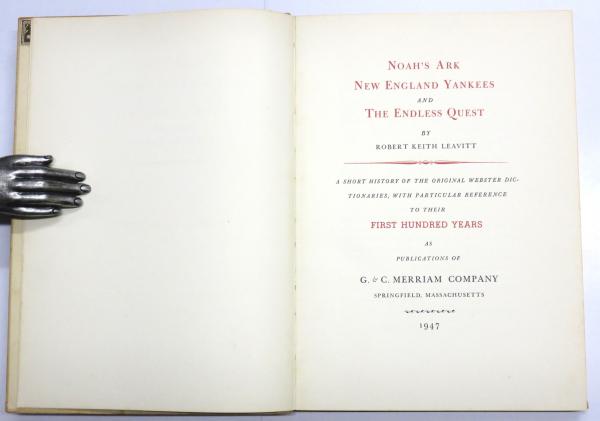 NOAH'S ARK
NEW ENGLAND YANKEES
AND
THE ENDLESS QUEST
BY
ROBERT KEITH LEAVITT
A SHORT HISTORY OF THE ORIGINAL WEBSTER DIC-
TIONARIES, WITH PARTICULAR REFERENCE
TO THEIR
FIRST HUNDRED YEARS
AS
PUBLICATIONS OF
G. & C. MERRIAM COMPANY
SPRINGFIELD, MASSACHUSETTS
1947